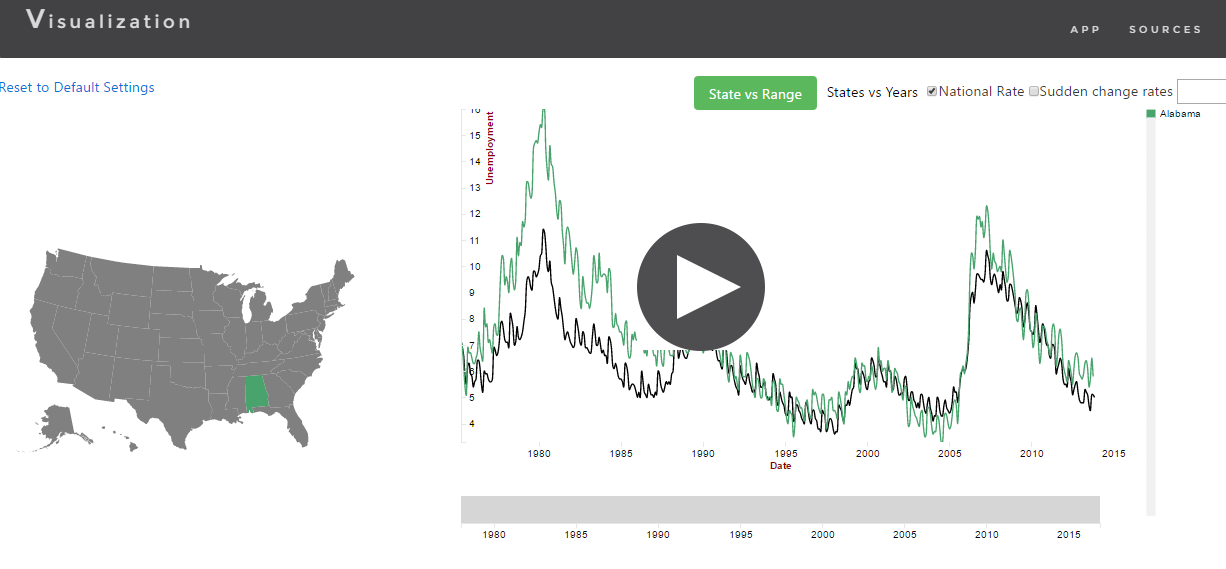 Visualization
APP SOURCES
Reset to Default Settings
State vs Range States vs Years National Rate Sudden change rates
Alabama
16
15
14
13
12
11
10
9
8
7
6
5
4
Unemployment
1980 1985 1990 1995 2000 2005 2010 2015
Date
1980 1985 1990 1995 2000 2005 2010 2015